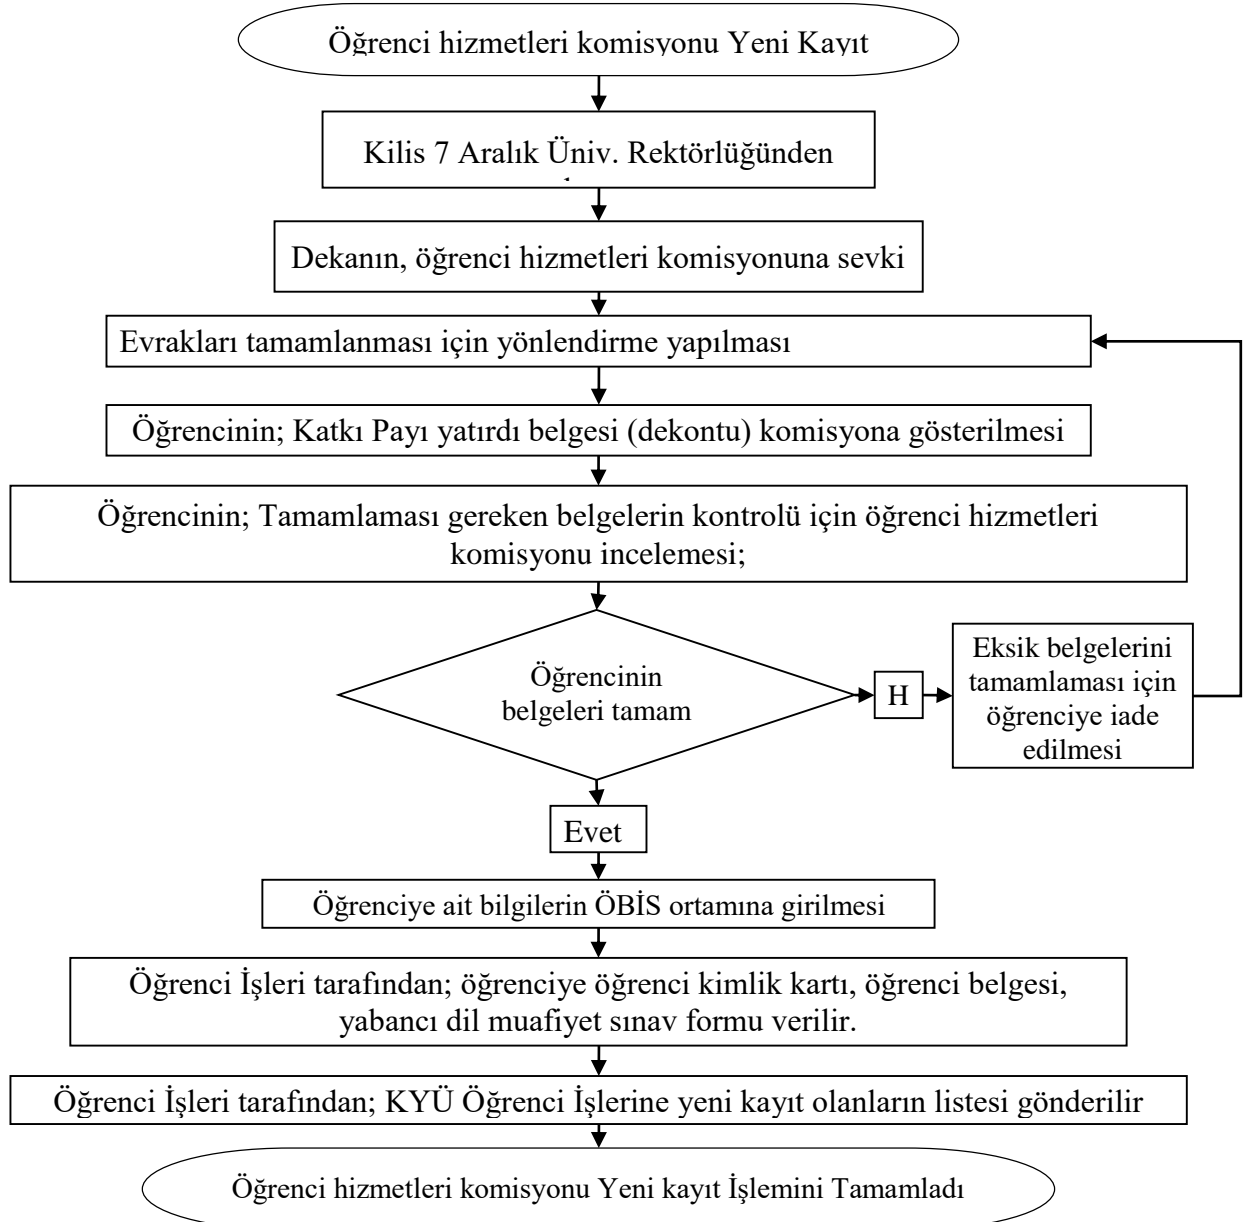 Öğrenci hizmetleri komisyonu Yeni Kayıt
Kilis 7 Aralık Üniv. Rektörlüğünden
Dekanın, öğrenci hizmetleri komisyonuna sevki
Evrakları tamamlanması için yönlendirme yapılması
Öğrencinin; Katkı Payı yatırdı belgesi (dekontu) komisyona gösterilmesi
Öğrencinin; Tamamlaması gereken belgelerin kontrolü için öğrenci hizmetleri
komisyonu incelemesi;
Öğrencinin
belgeleri tamam
H
Eksik belgelerini
tamamlaması için
öğrenciye iade
edilmesi
Evet
Öğrenciye ait bilgilerin ÖBİS ortamına girilmesi
Öğrenci İşleri tarafından; öğrenciye öğrenci kimlik kartı, öğrenci belgesi,
yabancı dil muafiyet sınav formu verilir.
Öğrenci İşleri tarafından; KYÜ Öğrenci İşlerine yeni kayıt olanların listesi gönderilir
Öğrenci hizmetleri komisyonu Yeni kayıt İşlemini Tamamladı